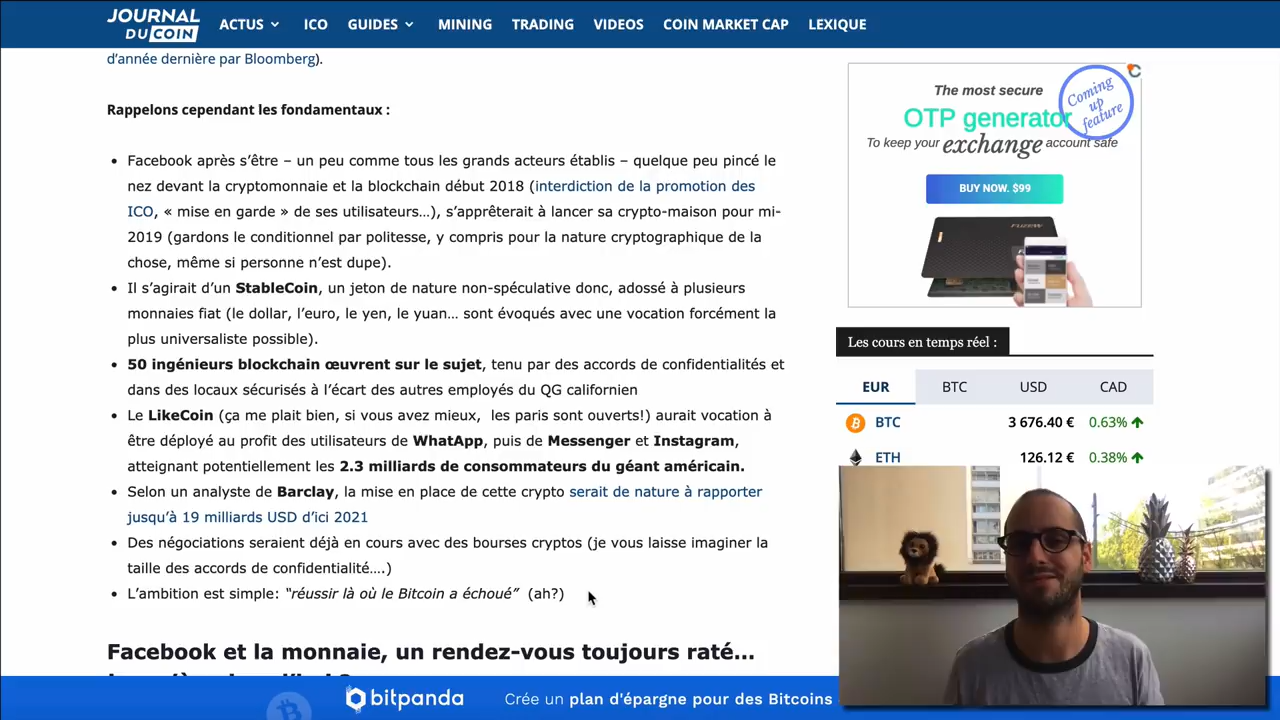 JOURNAL
DU COIN
ACTUS
ICO
GUIDES
MINING
TRADING
VIDEOS
COIN MARKET CAP
LEXIQUE
d'année dernière par Bloomberg).
Rappelons cependant les fondamentaux :
• Facebook après s'être – un peu comme tous les grands acteurs établis – quelque peu pincé le
nez devant la cryptomonnaie et la blockchain début 2018 (interdiction de la promotion des
ICO, « mise en garde » de ses utilisateurs…), s'apprêterait à lancer sa crypto-maison pour mi-
2019 (gardons le conditionnel par politesse, y compris pour la nature cryptographique de la
chose, même si personne n'est dupe).
• Il s'agirait d'un StableCoin, un jeton de nature non-spéculative donc, adossé à plusieurs
monnaies fiat (le dollar, l'euro, le yen, le yuan… sont évoqués avec une vocation forcément la
plus universaliste possible).
• 50 ingénieurs blockchain œuvrent sur le sujet, tenu par des accords de confidentialités et
dans des locaux sécurisés à l'écart des autres employés du QG californien
• Le LikeCoin (ça me plait bien, si vous avez mieux, les paris sont ouverts!) aurait vocation à
être déployé au profit des utilisateurs de WhatApp, puis de Messenger et Instagram,
atteignant potentiellement les 2.3 milliards de consommateurs du géant américain.
• Selon un analyste de Barclay, la mise en place de cette crypto serait de nature à rapporter
jusqu'à 19 milliards USD d'ici 2021
• Des négociations seraient déjà en cours avec des bourses cryptos (je vous laisse imaginer la
taille des accords de confidentialité….)
• L'ambition est simple: “réussir là où le Bitcoin a échoué” (ah?)
Facebook et la monnaie, un rendez-vous toujours raté…
The most secure
OTP generator
To keep your exchange account safe
Coming
up
feature
BUY NOW. $99
FUZEW
Les cours en temps réel :
EUR BTC USD CAD
BTC 3 676.40 € 0.63%
ETH 126.12 € 0.38%
bitpanda
Crée un plan d'épargne pour des Bitcoins